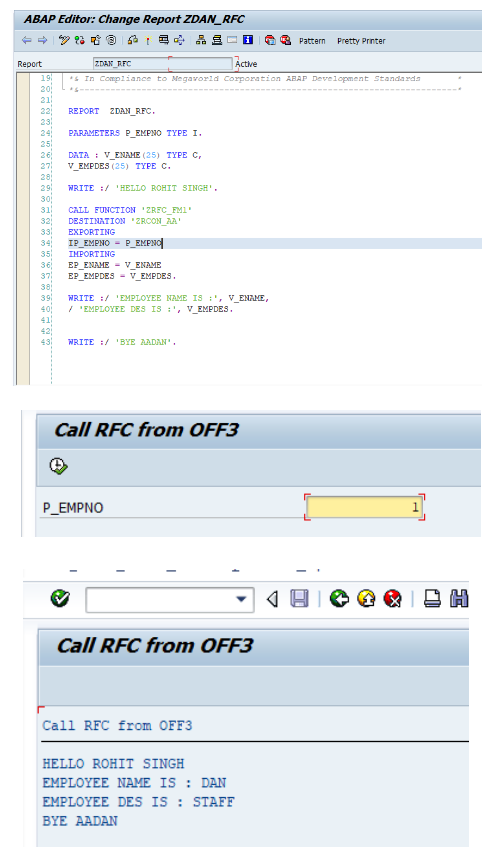 ABAP Editor: Change Report ZDAN_RFC
Pattern Pretty Printer
Report ZDAN_RFC Active
19 *& In Compliance to Megaworld Corporation ABAP Development Standards *
20 *&---------------------------------------------------------------------*
21
22 REPORT ZDAN_RFC.
23
24 PARAMETERS P_EMPNO TYPE I.
25
26 DATA : V_ENAME(25) TYPE C,
27 V_EMPDES(25) TYPE C.
28
29 WRITE :/ 'HELLO ROHIT SINGH'.
30
31 CALL FUNCTION 'ZRFC_FM1'
32 DESTINATION 'ZRCON_AA'
33 EXPORTING
34 IP_EMPNO = P_EMPNO
35 IMPORTING
36 EP_ENAME = V_ENAME
37 EP_EMPDES = V_EMPDES.
38
39 WRITE :/ 'EMPLOYEE NAME IS :', V_ENAME,
40 / 'EMPLOYEE DES IS :', V_EMPDES.
41
42
43 WRITE :/ 'BYE AADAN'.
Call RFC from OFF3
P_EMPNO 1
Call RFC from OFF3
Call RFC from OFF3
HELLO ROHIT SINGH
EMPLOYEE NAME IS : DAN
EMPLOYEE DES IS : STAFF
BYE AADAN